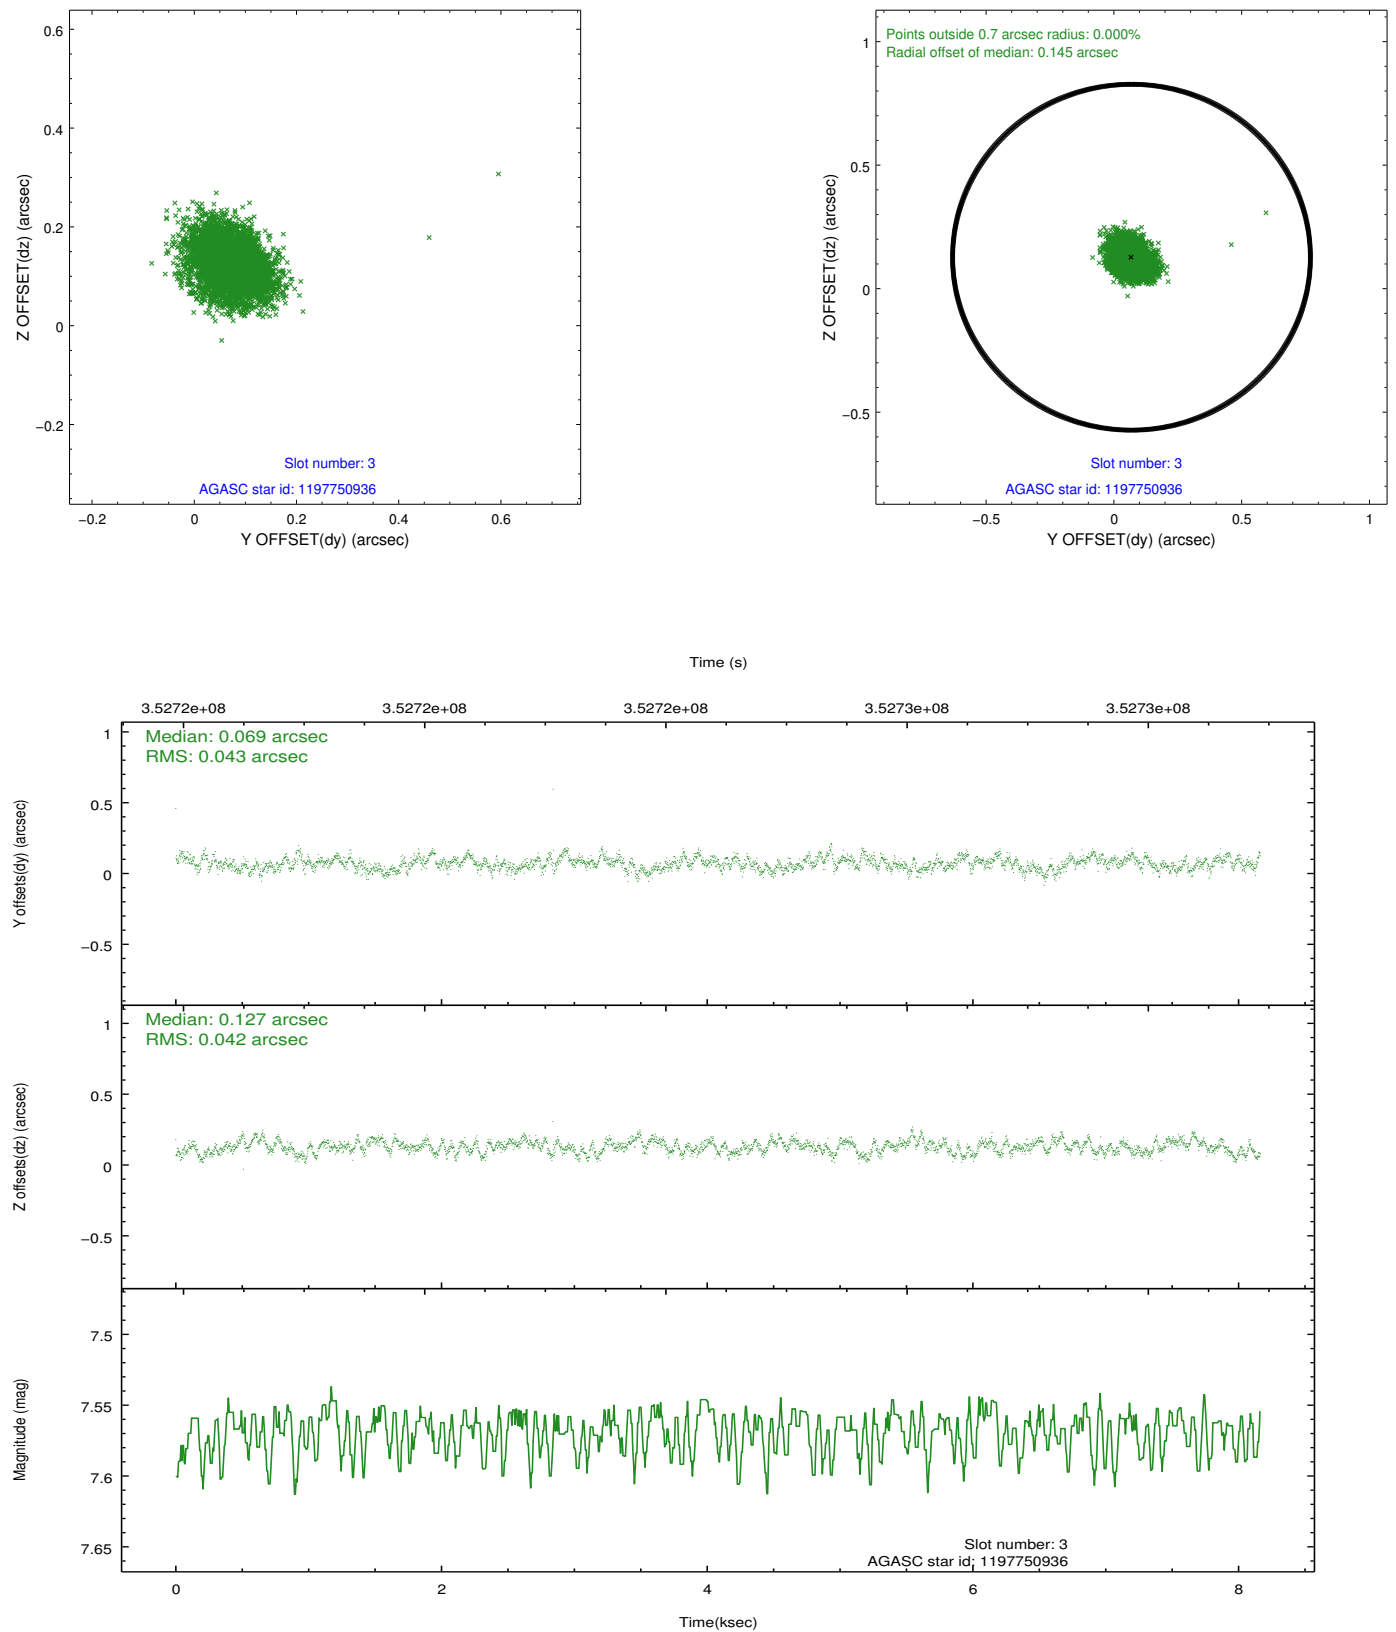 0.6
0.4
0.2
0
−0.2
Z OFFSET(dz) (arcsec)
Slot number: 3
AGASC star id: 1197750936
−0.2
0
0.2
0.4
0.6
Y OFFSET(dy) (arcsec)
Points outside 0.7 arcsec radius: 0.000%
Radial offset of median: 0.145 arcsec
1
0.5
0
−0.5
Z OFFSET(dz) (arcsec)
Slot number: 3
AGASC star id: 1197750936
−0.5
0
0.5
1
Y OFFSET(dy) (arcsec)
Time (s)
3.5272e+08
3.5272e+08
3.5272e+08
3.5273e+08
3.5273e+08
Median: 0.069 arcsec
RMS: 0.043 arcsec
1
0.5
0
−0.5
Y offsets(dy) (arcsec)
Median: 0.127 arcsec
RMS: 0.042 arcsec
1
0.5
0
−0.5
Z offsets(dz) (arcsec)
7.5
7.55
7.6
7.65
Magnitude (mag)
Slot number: 3
AGASC star id: 1197750936
0
2
4
6
8
Time(ksec)